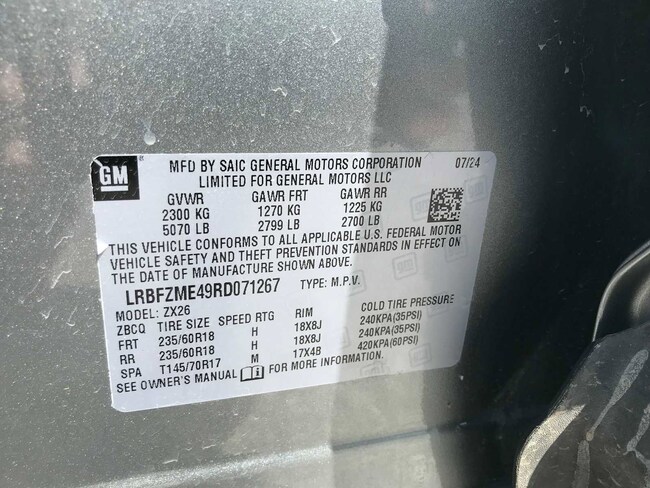 GM
MFD BY SAIC GENERAL MOTORS CORPORATION 07/24
LIMITED FOR GENERAL MOTORS LLC
GVWR GAWR FRT GAWR RR
2300 KG 1270 KG 1225 KG
5070 LB 2799 LB 2700 LB
THIS VEHICLE CONFORMS TO ALL APPLICABLE U.S. FEDERAL MOTOR
VEHICLE SAFETY AND THEFT PREVENTION STANDARDS IN EFFECT ON
THE DATE OF MANUFACTURE SHOWN ABOVE.
LRBFZME49RD071267 TYPE: M.P.V.
MODEL: ZX26
ZBCQ TIRE SIZE SPEED RTG RIM COLD TIRE PRESSURE
FRT 235/60R18 H 18X8J 240KPA(35PSI)
RR 235/60R18 H 18X8J 240KPA(35PSI)
SPA T145/70R17 M 17X4B 420KPA(60PSI)
SEE OWNER'S MANUAL FOR MORE INFORMATION.